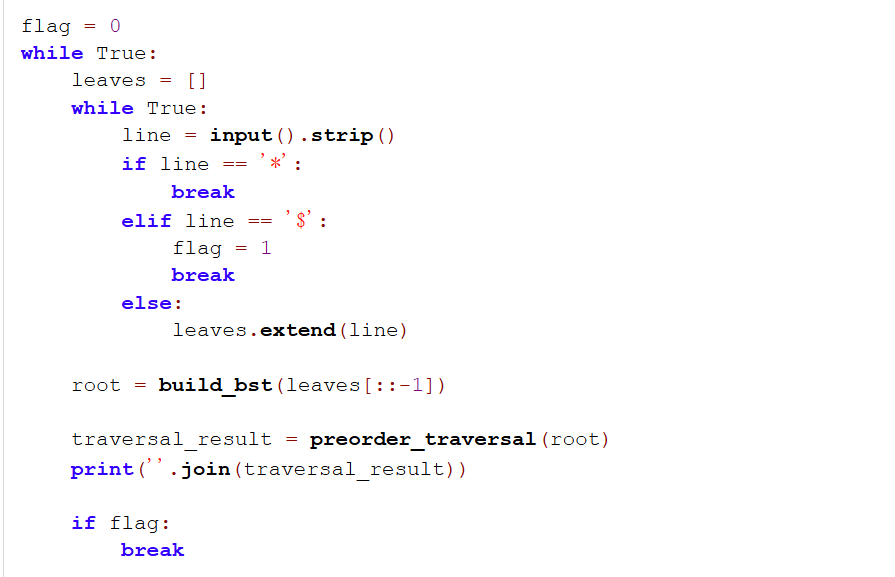 flag = 0
while True:
    leaves = []
    while True:
        line = input().strip()
        if line == '*':
            break
        elif line == '$':
            flag = 1
            break
        else:
            leaves.extend(line)
    root = build_bst(leaves[::-1])
    traversal_result = preorder_traversal(root)
    print(''.join(traversal_result))
    if flag:
        break